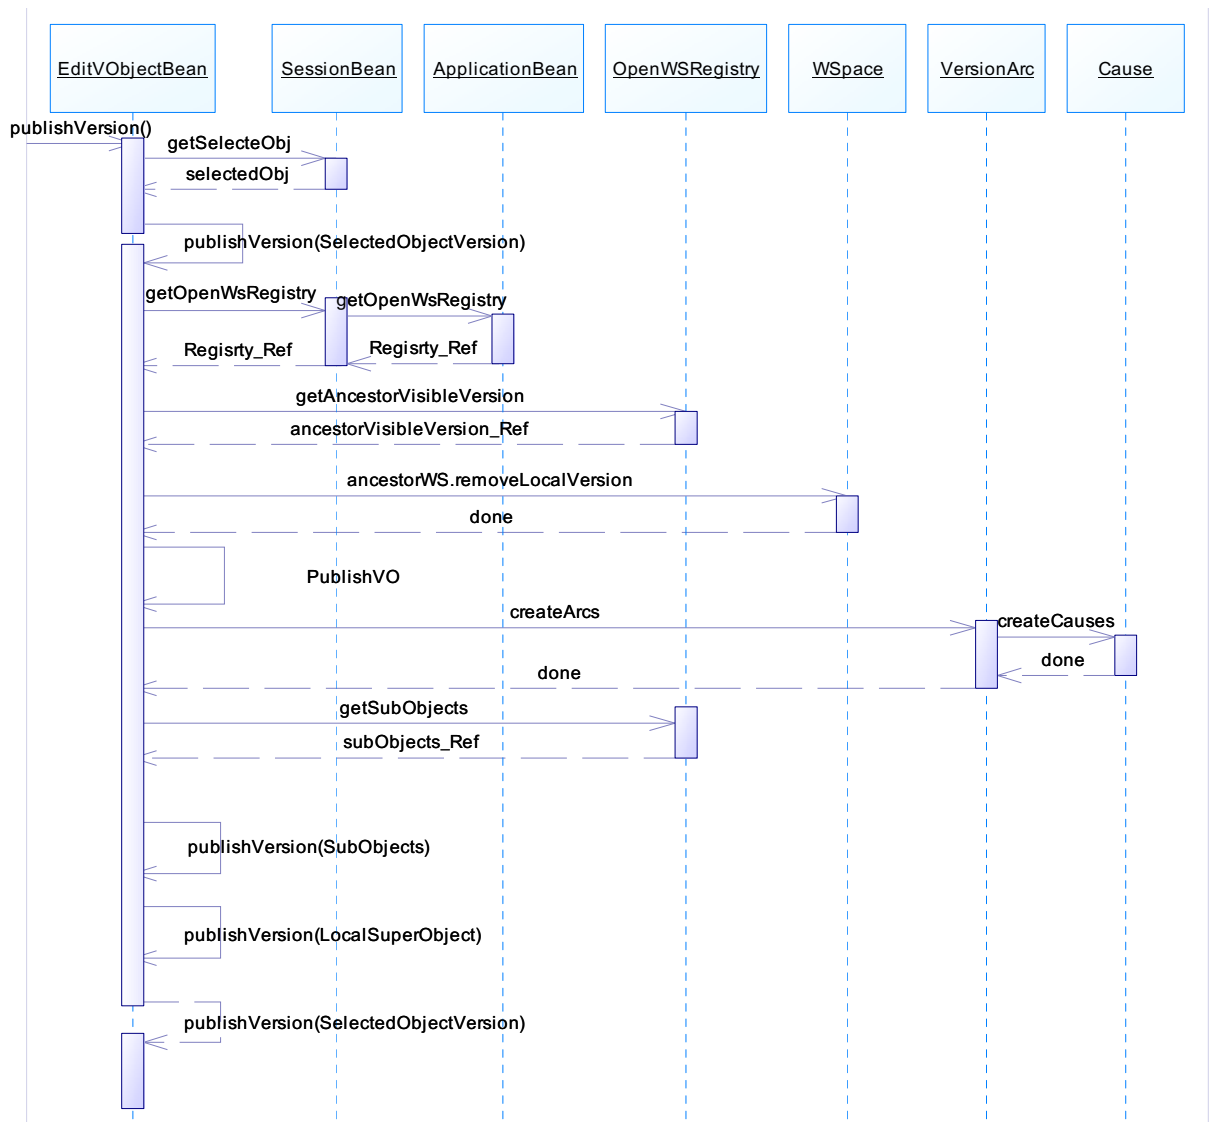 EditVObjectBean
SessionBean
ApplicationBean
OpenWSRegistry
WSpace
VersionArc
Cause
publishVersion()
getSelecteObj
selectedObj
publishVersion(SelectedObjectVersion)
getOpenWsRegistry
getOpenWsRegistry
Regisrty_Ref
Regisrty_Ref
getAncestorVisibleVersion
ancestorVisibleVersion_Ref
ancestorWS.removeLocalVersion
done
PublishVO
createArcs
createCauses
done
done
getSubObjects
subObjects_Ref
publishVersion(SubObjects)
publishVersion(LocalSuperObject)
publishVersion(SelectedObjectVersion)